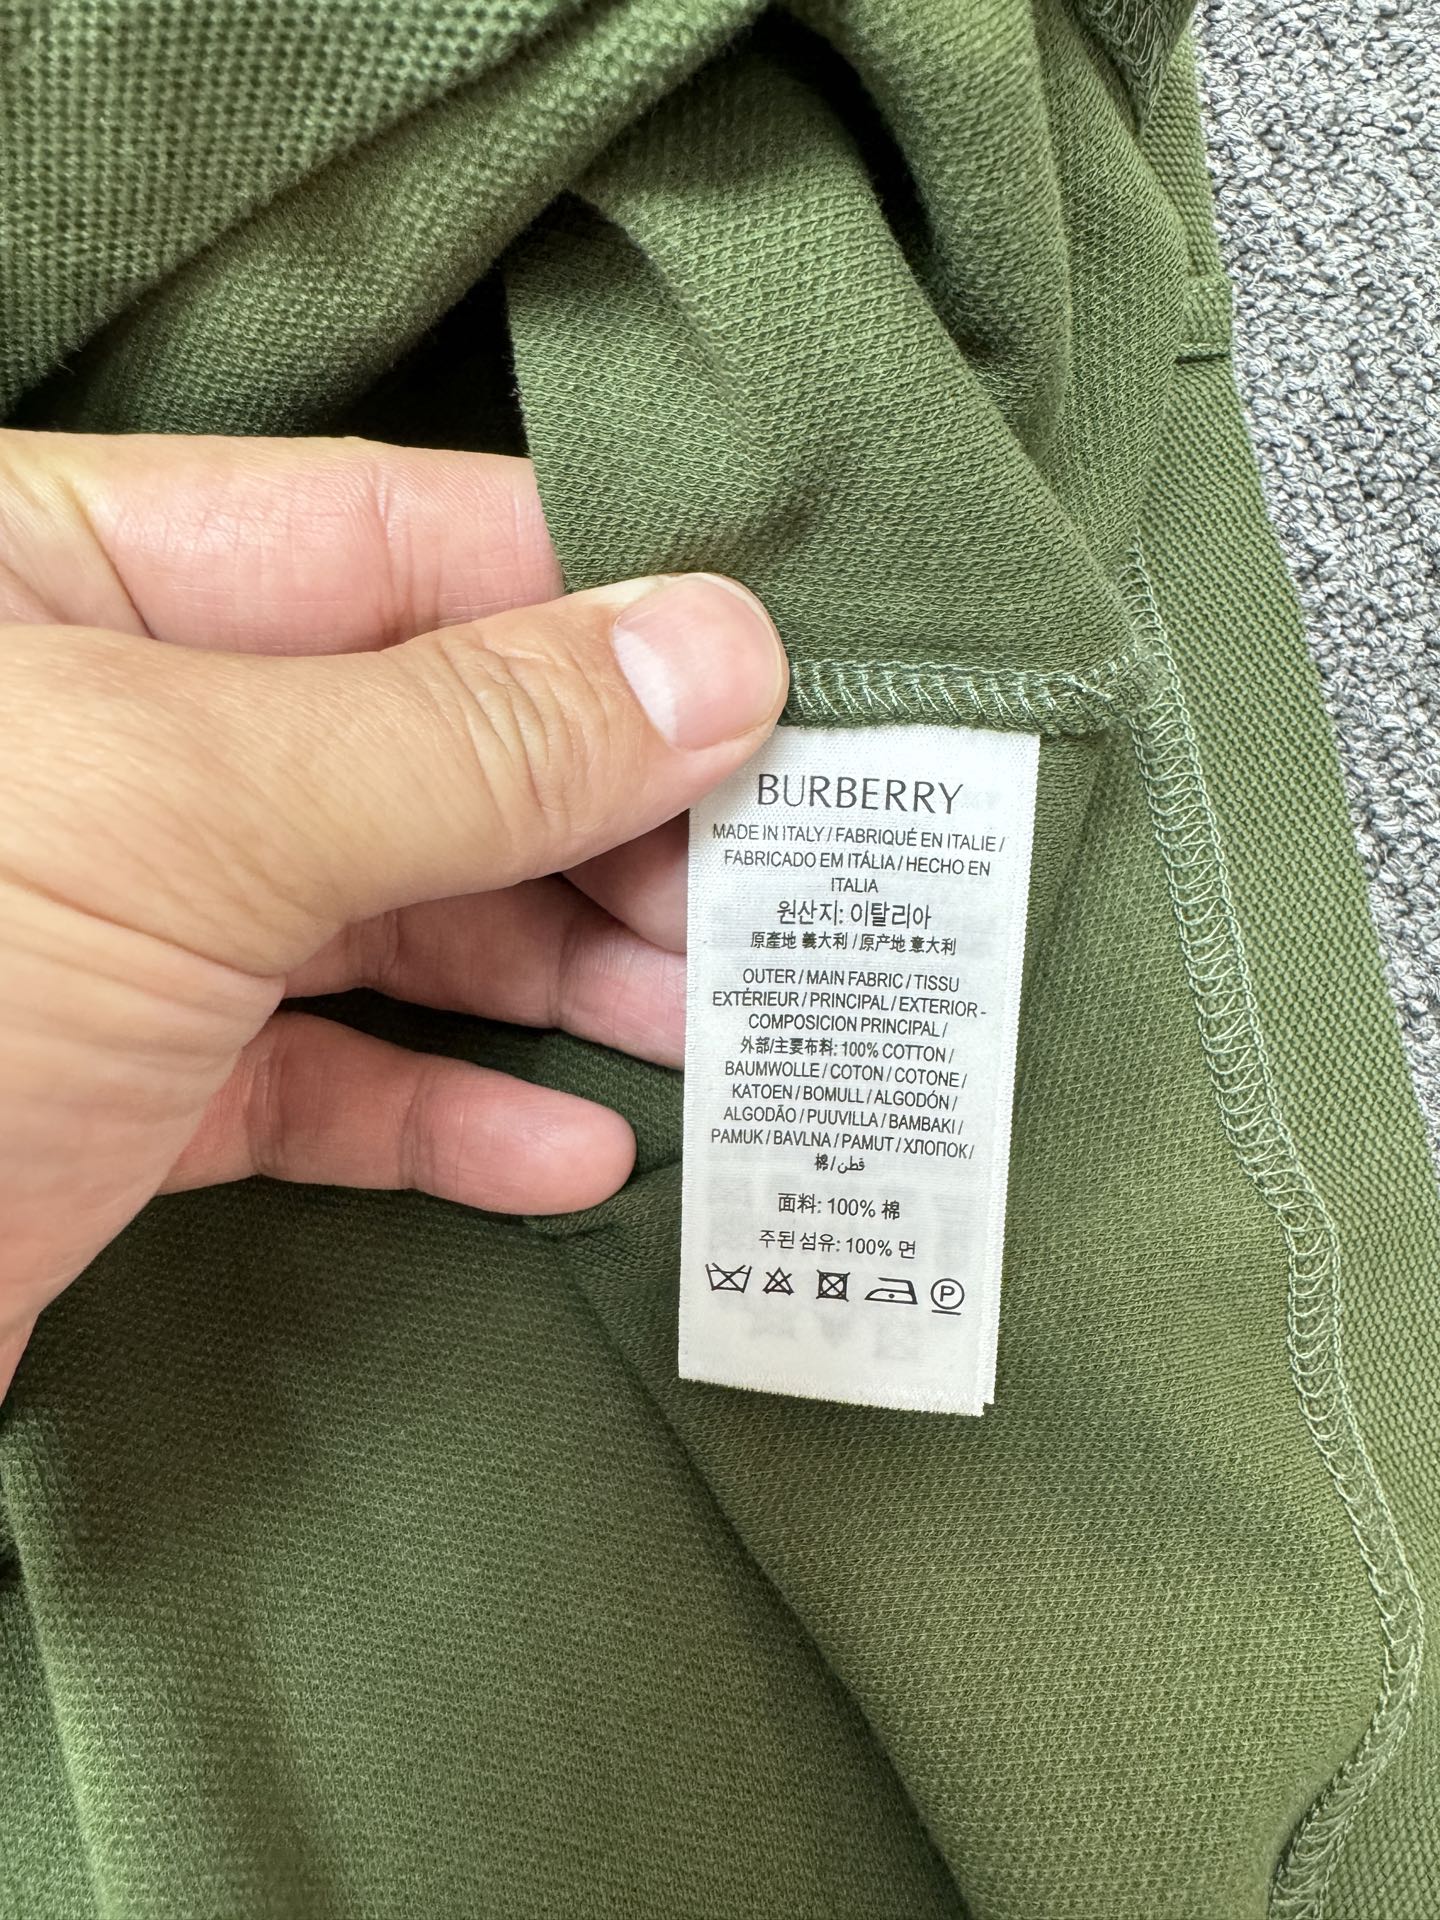 BURBERRY
MADE IN ITALY / FABRIQUÉ EN ITALIE /
FABRICADO EM ITÁLIA / HECHO EN
ITALIA
원산지: 이탈리아
原產地 義大利 / 原产地 意大利
OUTER / MAIN FABRIC / TISSU
EXTÉRIEUR / PRINCIPAL / EXTERIOR -
COMPOSICION PRINCIPAL /
外部/主要布料: 100% COTTON /
BAUMWOLLE / COTON / COTONE /
KATOEN / BOMULL / ALGODÓN /
ALGODÃO / PUUVILLA / BAMBAKI /
PAMUK / BAVLNA / PAMUT / ХЛОПОК /
棉 / قطن
面料: 100% 棉
주된 섬유: 100% 면
P